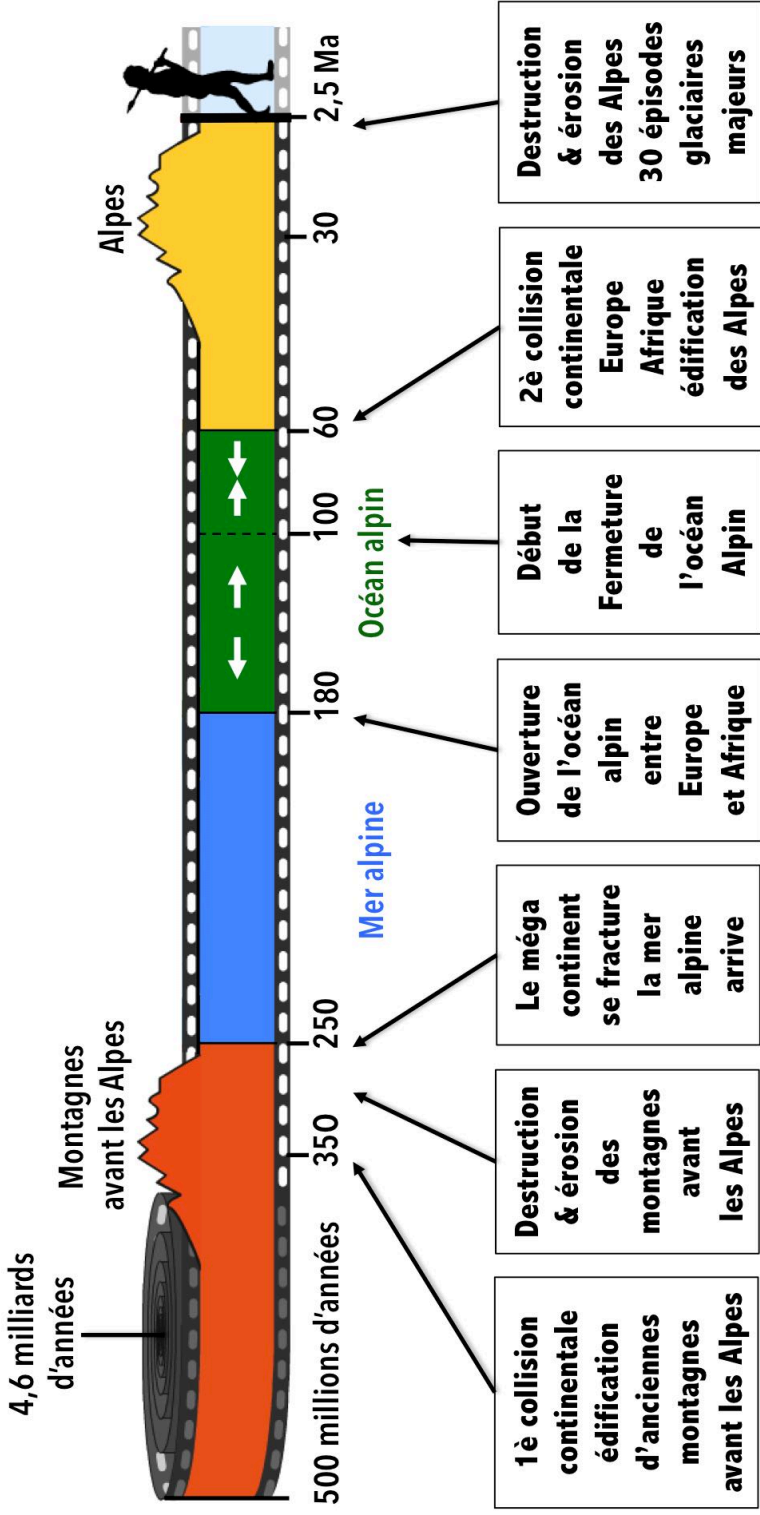 4,6 milliards
d'années
Montagnes
avant les Alpes
Alpes
500 millions d'années
350
250
180
100
60
30
2,5 Ma
Mer alpine
Océan alpin
1è collision
continentale
édification
d'anciennes
montagnes
avant les Alpes
Destruction
& érosion
des
montagnes
avant
les Alpes
Le méga
continent
se fracture
la mer
alpine
arrive
Ouverture
de l'océan
alpin
entre
Europe
et Afrique
Début
de la
Fermeture
de
l'océan
Alpin
2è collision
continentale
Europe
Afrique
édification
des Alpes
Destruction
& érosion
des Alpes
30 épisodes
glaciaires
majeurs